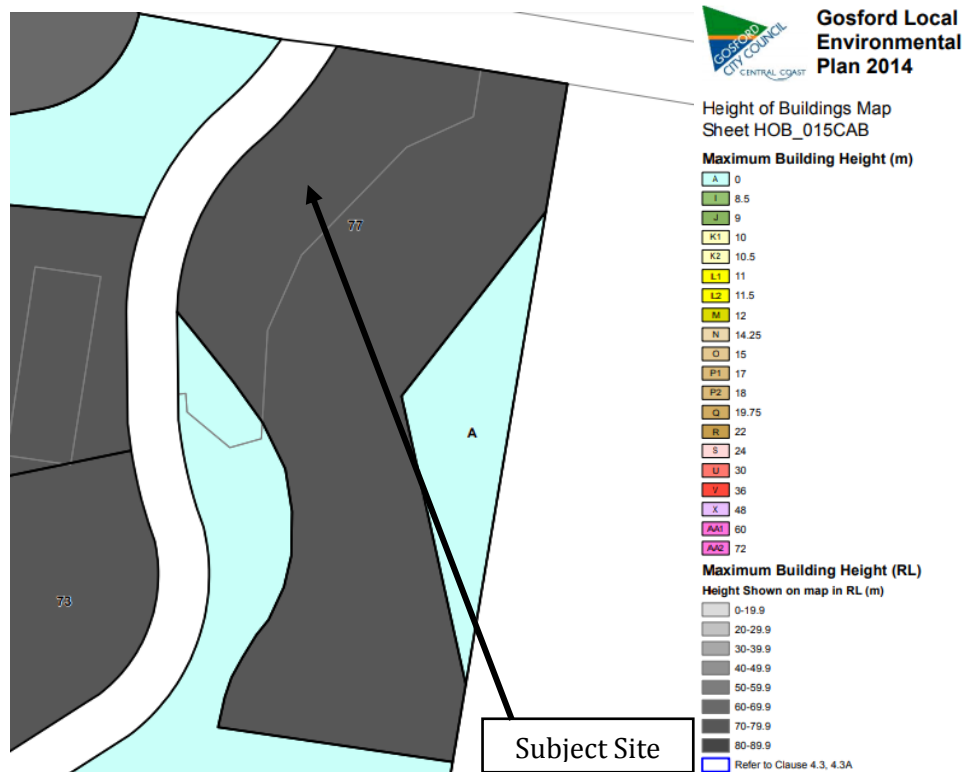 77
A
73
Subject Site
GOSFORD
CITY COUNCIL
CENTRAL COAST
Gosford Local
Environmental
Plan 2014
Height of Buildings Map
Sheet HOB_015CAB
Maximum Building Height (m)
A 0
I 8.5
J 9
K1 10
K2 10.5
L1 11
L2 11.5
M 12
N 14.25
O 15
P1 17
P2 18
Q 19.75
R 22
S 24
U 30
V 36
X 48
AA1 60
AA2 72
Maximum Building Height (RL)
Height Shown on map in RL (m)
0-19.9
20-29.9
30-39.9
40-49.9
50-59.9
60-69.9
70-79.9
80-89.9
Refer to Clause 4.3, 4.3A